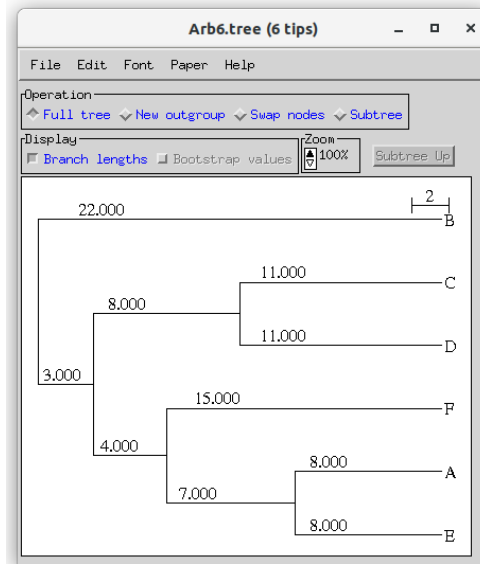 Arb6.tree (6 tips)
File Edit Font Paper Help
Operation
Full tree New outgroup Swap nodes Subtree
Display
Branch lengths Bootstrap values
Zoom
100%
Subtree Up
2
22.000
B
11.000
C
8.000
11.000
D
3.000
15.000
F
4.000
8.000
A
7.000
8.000
E